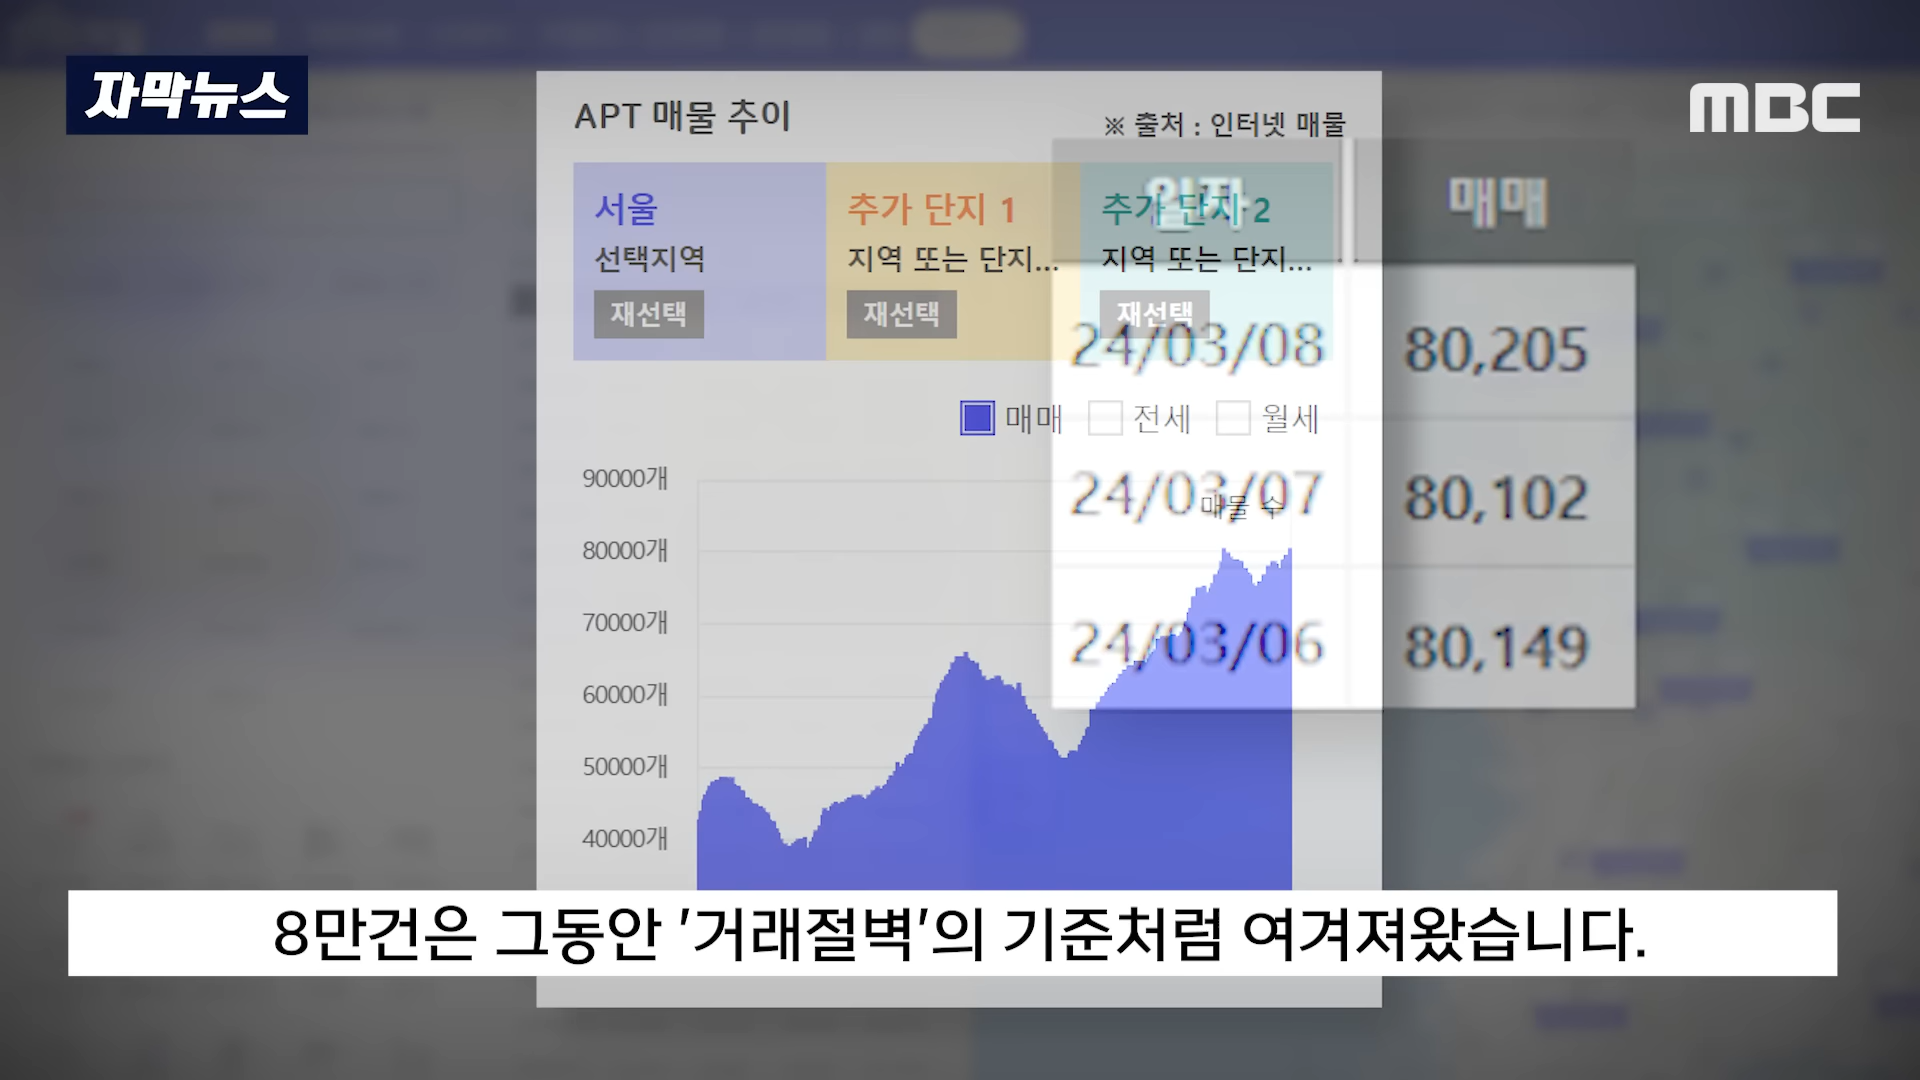 자막뉴스
MBC
APT 매물 추이
※ 출처 : 인터넷 매물
서울
선택지역
재선택
추가 단지 1
지역 또는 단지...
재선택
추가 단지 2
지역 또는 단지...
재선택
일자 매매
24/03/08 80,205
24/03/07 80,102
24/03/06 80,149
매매 전세 월세
매물 수
90000개
80000개
70000개
60000개
50000개
40000개
8만건은 그동안 '거래절벽'의 기준처럼 여겨져왔습니다.